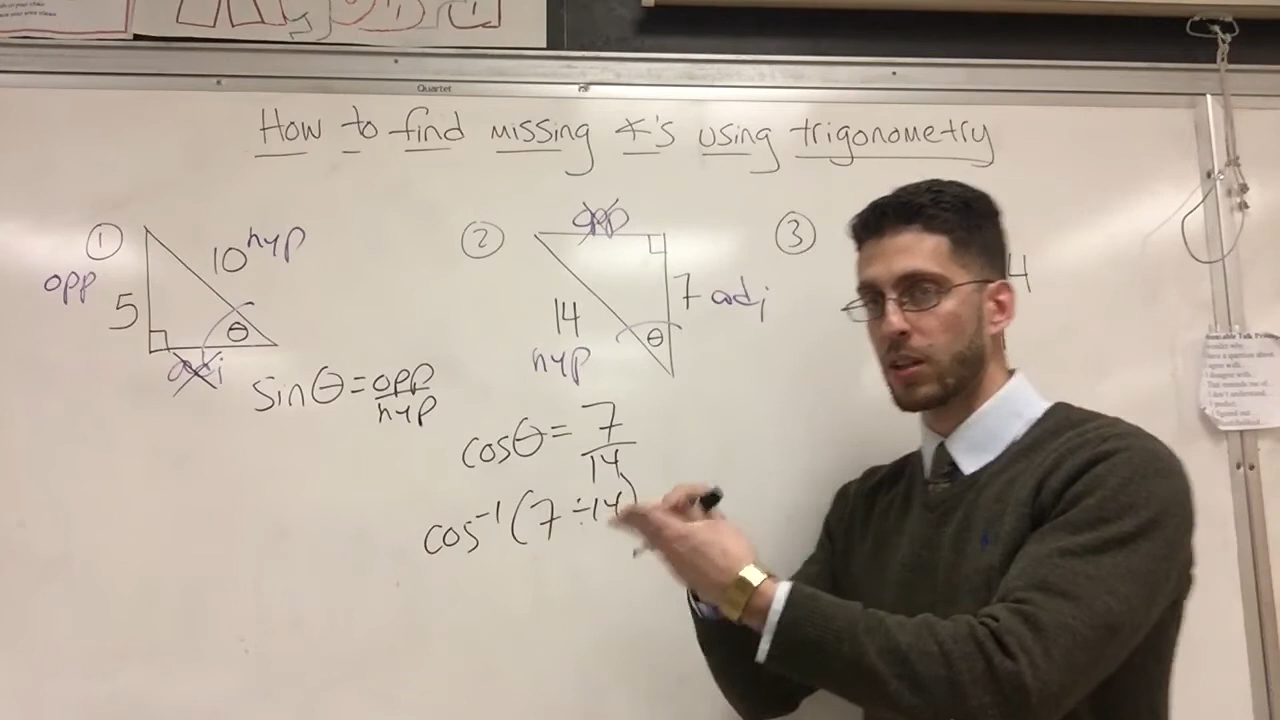 Quartet
How to find missing ∡'s using trigonometry
①
10 hyp
opp
5
θ
adj
sinθ = opp/hyp
②
opp
7 adj
14
hyp
θ
cosθ = 7/14
cos⁻¹(7÷14)
③
4